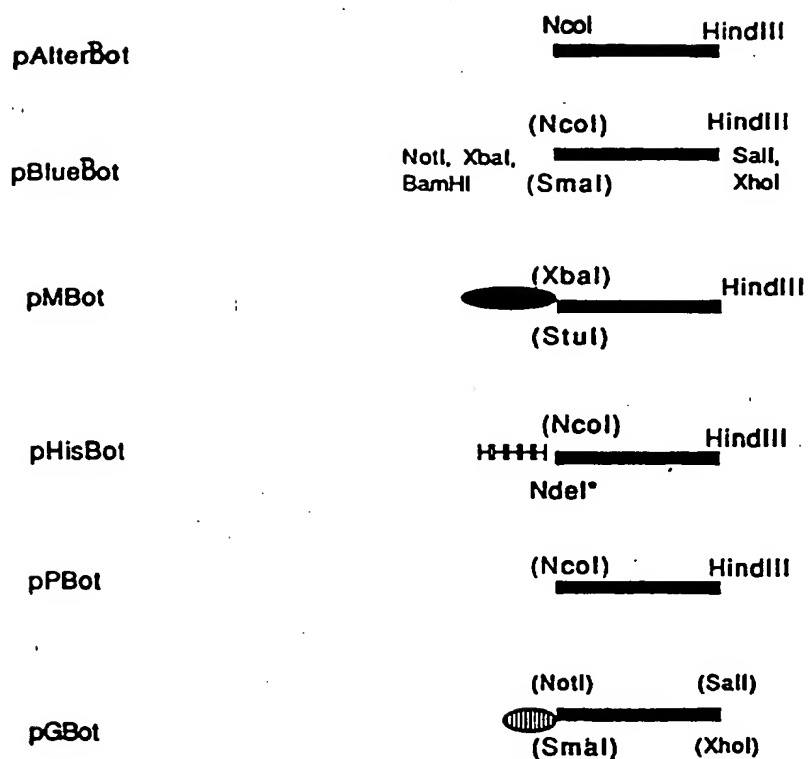 NcoI HindIII
pAlterBot
(NcoI) HindIII
NotI, XbaI, SalI,
pBlueBot
BamHI (SmaI) XhoI
(XbaI)
HindIII
pMBot
(StuI)
(NcoI)
HindIII
pHisBot
NdeI*
(NcoI) HindIII
pPBot
(NotI) (SalI)
pGBot
(SmaI) (XhoI)